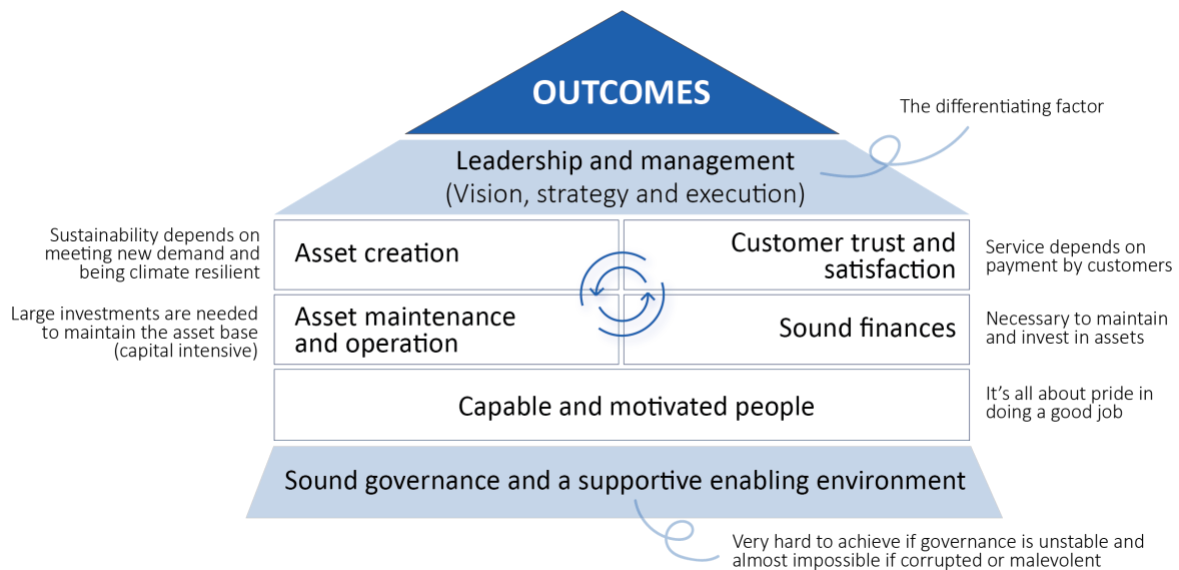 OUTCOMES
The differentiating factor
Leadership and management
(Vision, strategy and execution)
Sustainability depends on
meeting new demand and
being climate resilient
Asset creation
Customer trust and
satisfaction
Service depends on
payment by customers
Large investments are needed
to maintain the asset base
(capital intensive)
Asset maintenance
and operation
Sound finances
Necessary to maintain
and invest in assets
Capable and motivated people
It’s all about pride in
doing a good job
Sound governance and a supportive enabling environment
Very hard to achieve if governance is unstable and
almost impossible if corrupted or malevolent